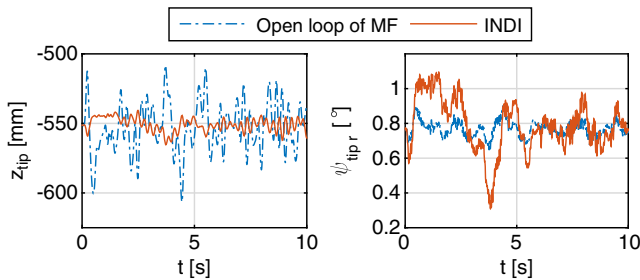 Open loop of MF
INDI
-500
-550
-600
z_tip [mm]
0
5
10
t [s]
1
0.8
0.6
0.4
0.2
ψ_tip r [°]
0
5
10
t [s]